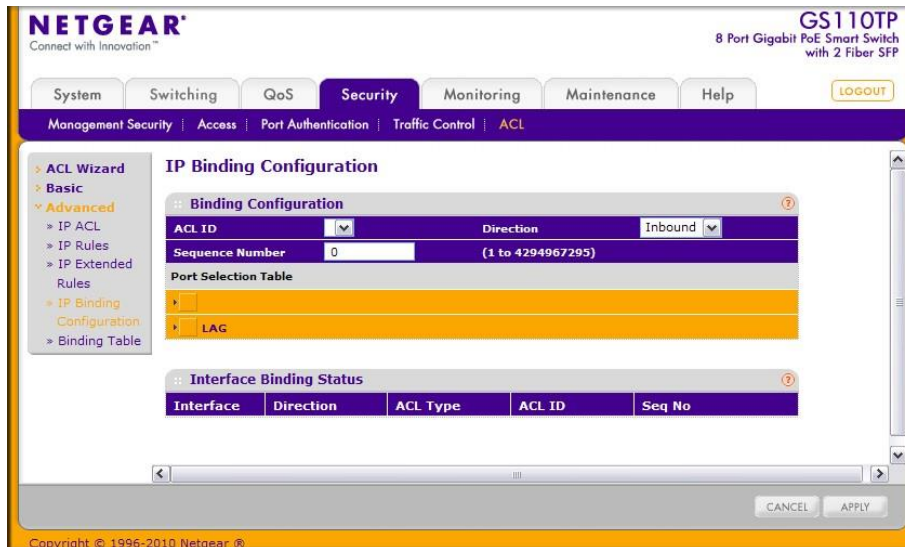 NETGEAR®
Connect with Innovation™
GS110TP
8 Port Gigabit PoE Smart Switch
with 2 Fiber SFP
System Switching QoS Security Monitoring Maintenance Help LOGOUT
Management Security | Access | Port Authentication | Traffic Control | ACL
ACL Wizard
Basic
Advanced
» IP ACL
» IP Rules
» IP Extended
Rules
» IP Binding
Configuration
» Binding Table
IP Binding Configuration
Binding Configuration ?
ACL ID Direction Inbound
Sequence Number 0 (1 to 4294967295)
Port Selection Table
LAG
Interface Binding Status ?
Interface Direction ACL Type ACL ID Seq No
CANCEL APPLY
Copyright © 1996-2010 Netgear ®